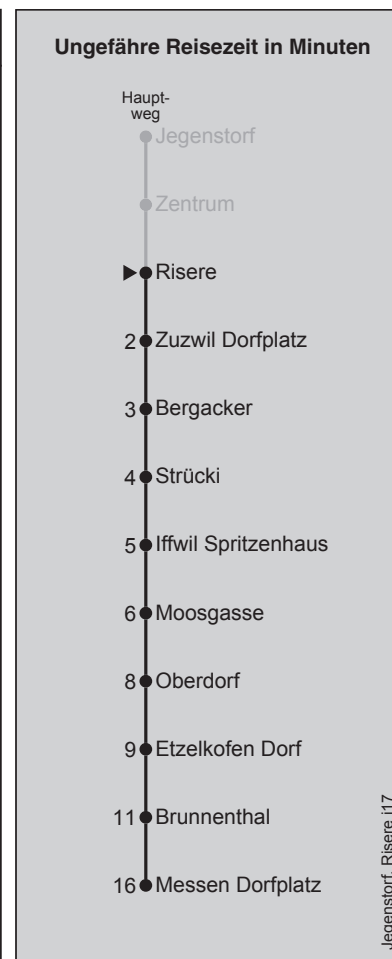 Ungefähre Reisezeit in Minuten
Haupt-
weg
Jegenstorf
Zentrum
Risere
2 Zuzwil Dorfplatz
3 Bergacker
4 Strücki
5 Iffwil Spritzenhaus
6 Moosgasse
8 Oberdorf
9 Etzelkofen Dorf
11 Brunnenthal
16 Messen Dorfplatz
Jegenstorf, Risere j17